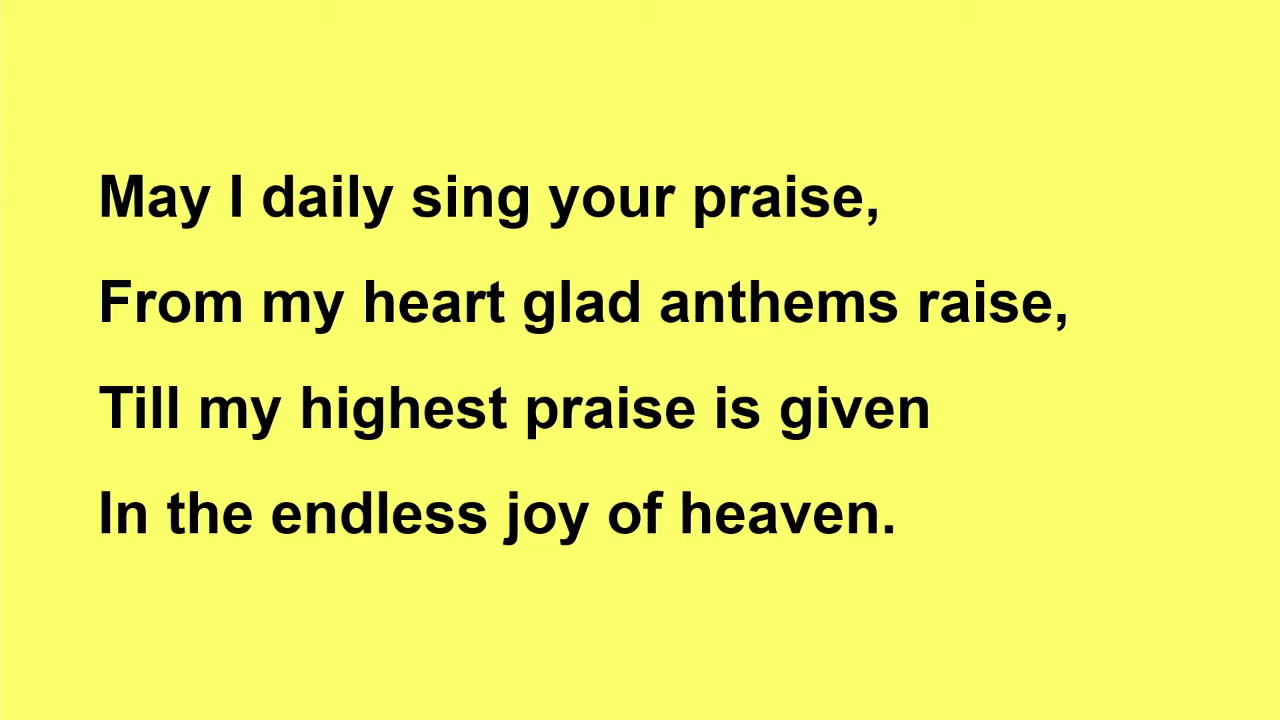 May I daily sing your praise,
From my heart glad anthems raise,
Till my highest praise is given
In the endless joy of heaven.